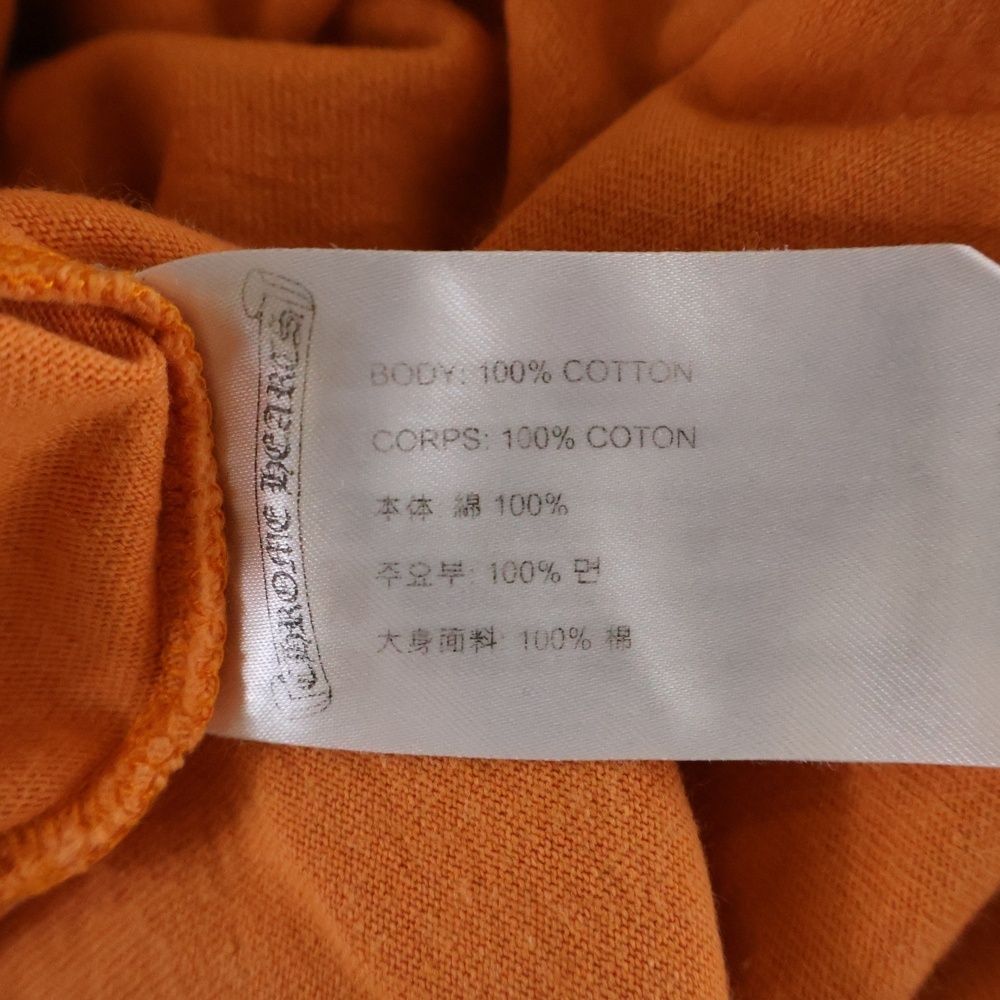 CHROME HEARTS
BODY: 100% COTTON
CORPS: 100% COTON
本体 綿 100%
주요부: 100% 면
大身面料: 100% 棉